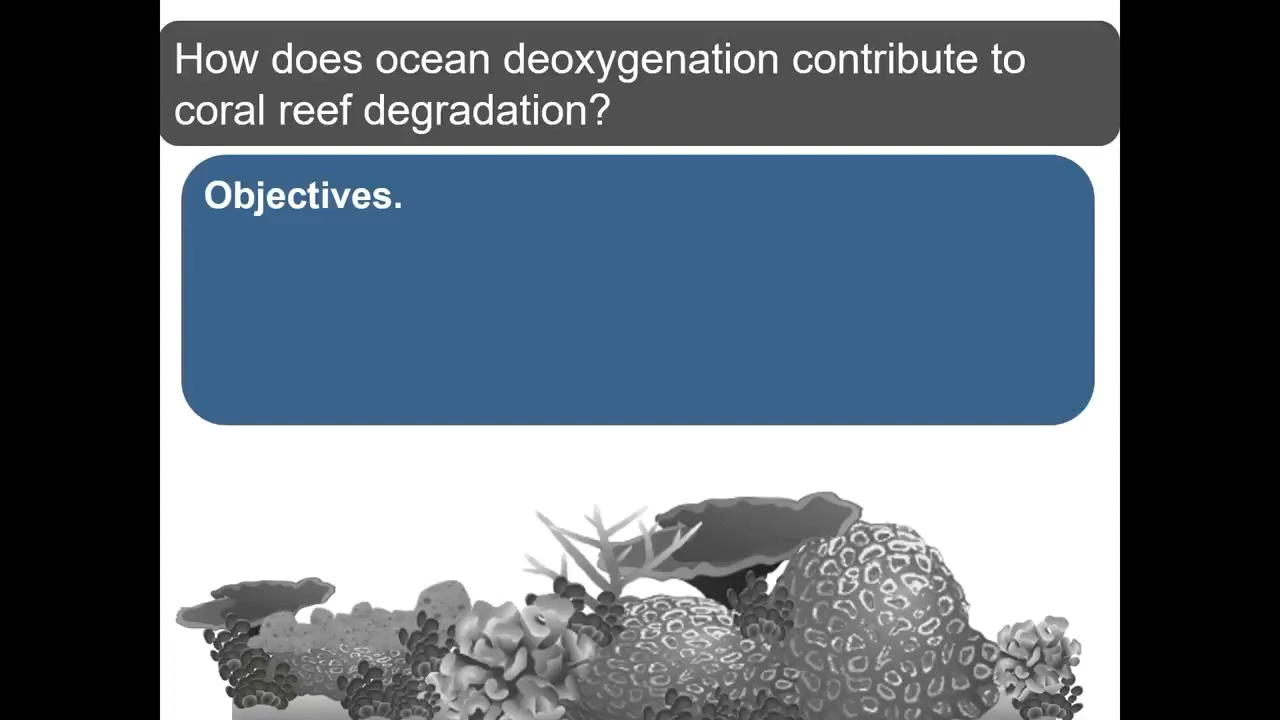 How does ocean deoxygenation contribute to
coral reef degradation?
Objectives.